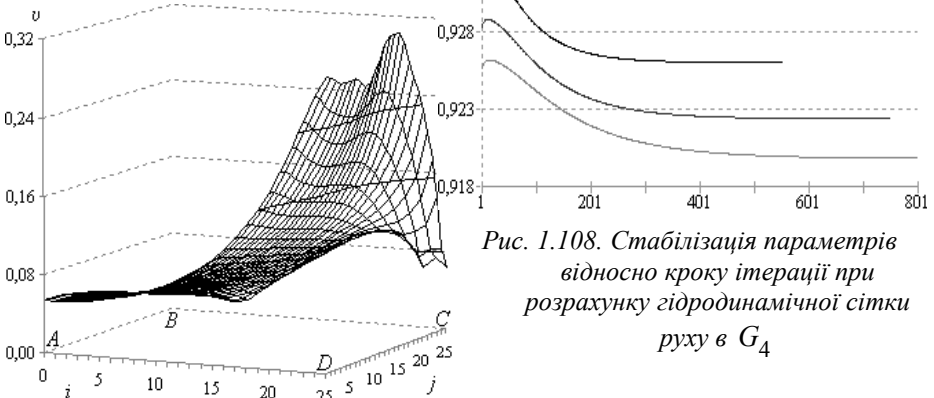 υ
0,32
0,24
0,16
0,08
0,00
A
B
C
D
0 5 10 15 20 25
i
5 10 15 20 25
j
0,928
0,923
0,918
1 201 401 601 801
Рис. 1.108. Стабілізація параметрів
відносно кроку ітерації при
розрахунку гідродинамічної сітки
руху в G4